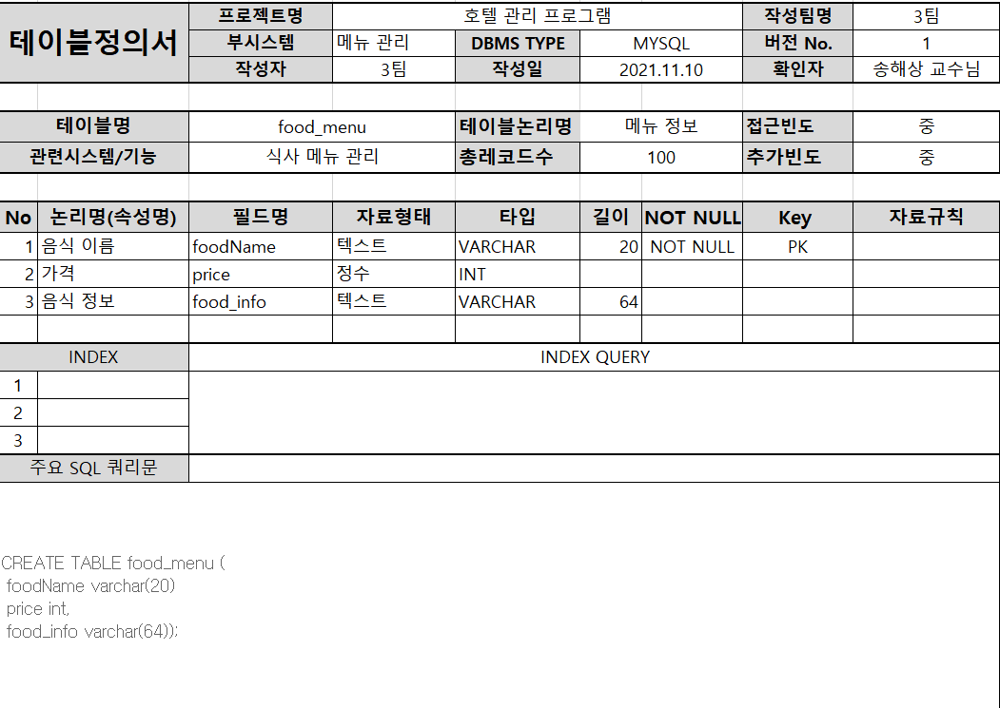 테이블정의서 프로젝트명 호텔 관리 프로그램 작성팀명 3팀
부시스템 메뉴 관리 DBMS TYPE MYSQL 버전 No. 1
작성자 3팀 작성일 2021.11.10 확인자 송해상 교수님
테이블명 food_menu 테이블논리명 메뉴 정보 접근빈도 중
관련시스템/기능 식사 메뉴 관리 총레코드수 100 추가빈도 중
No 논리명(속성명) 필드명 자료형태 타입 길이 NOT NULL Key 자료규칙
1 음식 이름 foodName 텍스트 VARCHAR 20 NOT NULL PK
2 가격 price 정수 INT
3 음식 정보 food_info 텍스트 VARCHAR 64
INDEX INDEX QUERY
1
2
3
주요 SQL 쿼리문
CREATE TABLE food_menu (
foodName varchar(20)
price int,
food_info varchar(64));